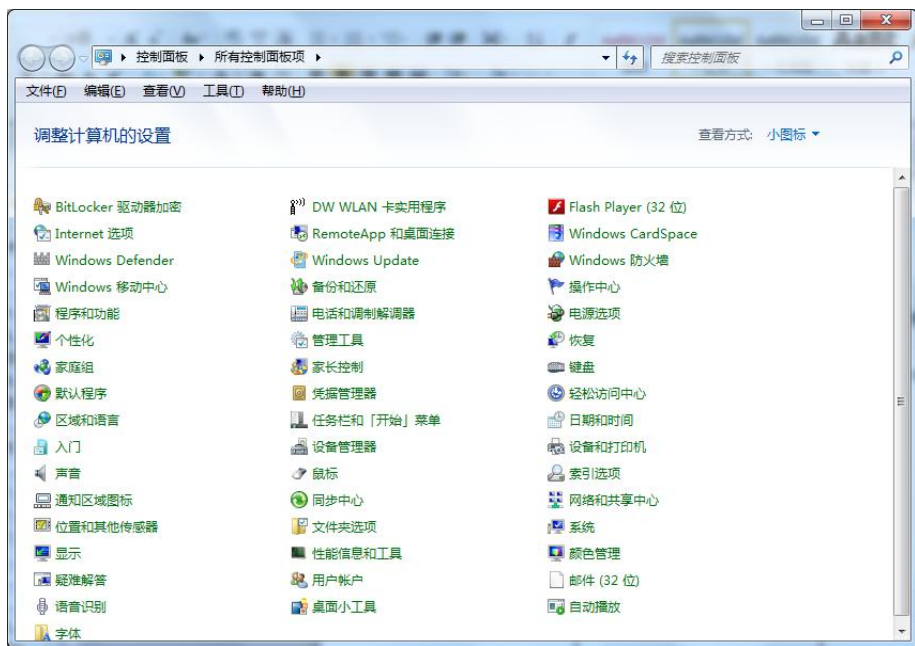 控制面板 所有控制面板项 搜索控制面板
文件(F) 编辑(E) 查看(V) 工具(T) 帮助(H)
调整计算机的设置 查看方式: 小图标
BitLocker 驱动器加密 DW WLAN 卡实用程序 Flash Player (32 位)
Internet 选项 RemoteApp 和桌面连接 Windows CardSpace
Windows Defender Windows Update Windows 防火墙
Windows 移动中心 备份和还原 操作中心
程序和功能 电话和调制解调器 电源选项
个性化 管理工具 恢复
家庭组 家长控制 键盘
默认程序 凭据管理器 轻松访问中心
区域和语言 任务栏和「开始」菜单 日期和时间
入门 设备管理器 设备和打印机
声音 鼠标 索引选项
通知区域图标 同步中心 网络和共享中心
位置和其他传感器 文件夹选项 系统
显示 性能信息和工具 颜色管理
疑难解答 用户帐户 邮件 (32 位)
语音识别 桌面小工具 自动播放
字体